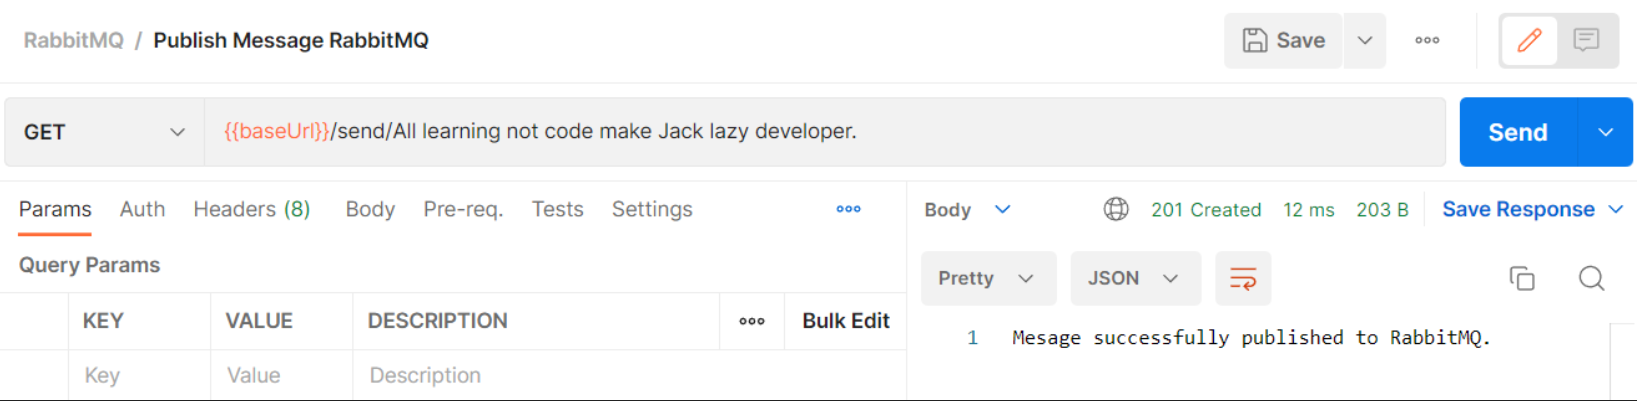 RabbitMQ / Publish Message RabbitMQ
Save
GET
{{baseUrl}}/send/All learning not code make Jack lazy developer.
Send
Params Auth Headers (8) Body Pre-req. Tests Settings
Body 201 Created 12 ms 203 B Save Response
Query Params
Pretty JSON
KEY VALUE DESCRIPTION Bulk Edit
1 Mesage successfully published to RabbitMQ.
Key Value Description